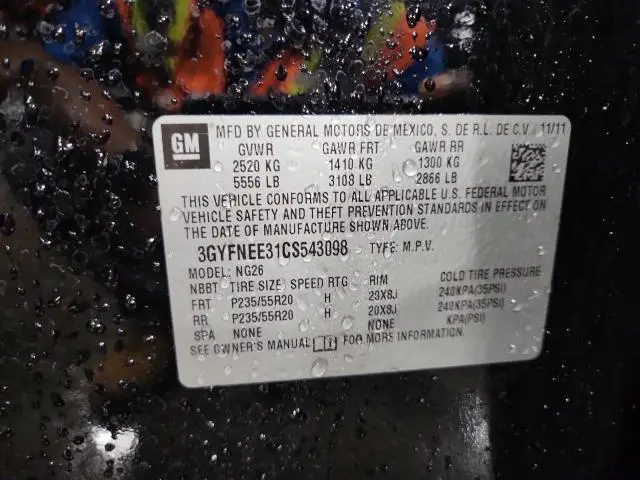 GM MFD BY GENERAL MOTORS DE MEXICO, S. DE R.L. DE C.V. 11/11
GVWR GAWR FRT GAWR RR
2520 KG 1410 KG 1300 KG
5556 LB 3108 LB 2866 LB
THIS VEHICLE CONFORMS TO ALL APPLICABLE U.S. FEDERAL MOTOR
VEHICLE SAFETY AND THEFT PREVENTION STANDARDS IN EFFECT ON
THE DATE OF MANUFACTURE SHOWN ABOVE.
3GYFNEE31CS543098 TYPE: M.P.V.
MODEL: NG26
NBBT TIRE SIZE SPEED RTG RIM COLD TIRE PRESSURE
FRT P235/55R20 H 20X8J 240KPA(35PSI)
RR P235/55R20 H 20X8J 240KPA(35PSI)
SPA NONE NONE KPA(PSI)
SEE OWNER'S MANUAL FOR MORE INFORMATION.